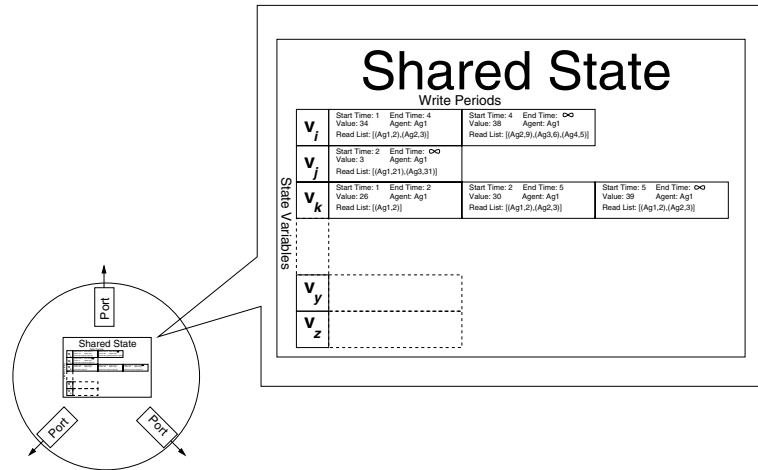 Shared State
Write Periods
State Variables
v_i
Start Time: 1 End Time: 4
Value: 34 Agent: Ag1
Read List: [(Ag1,2),(Ag2,3)]
Start Time: 4 End Time: ∞
Value: 38 Agent: Ag1
Read List: [(Ag2,9),(Ag3,6),(Ag4,5)]
v_j
Start Time: 2 End Time: ∞
Value: 3 Agent: Ag1
Read List: [(Ag1,21),(Ag3,31)]
v_k
Start Time: 1 End Time: 2
Value: 26 Agent: Ag1
Read List: [(Ag1,2)]
Start Time: 2 End Time: 5
Value: 30 Agent: Ag1
Read List: [(Ag1,2),(Ag2,3)]
Start Time: 5 End Time: ∞
Value: 39 Agent: Ag1
Read List: [(Ag1,2),(Ag2,3)]
v_y
v_z
Port
Shared State
Port
Port